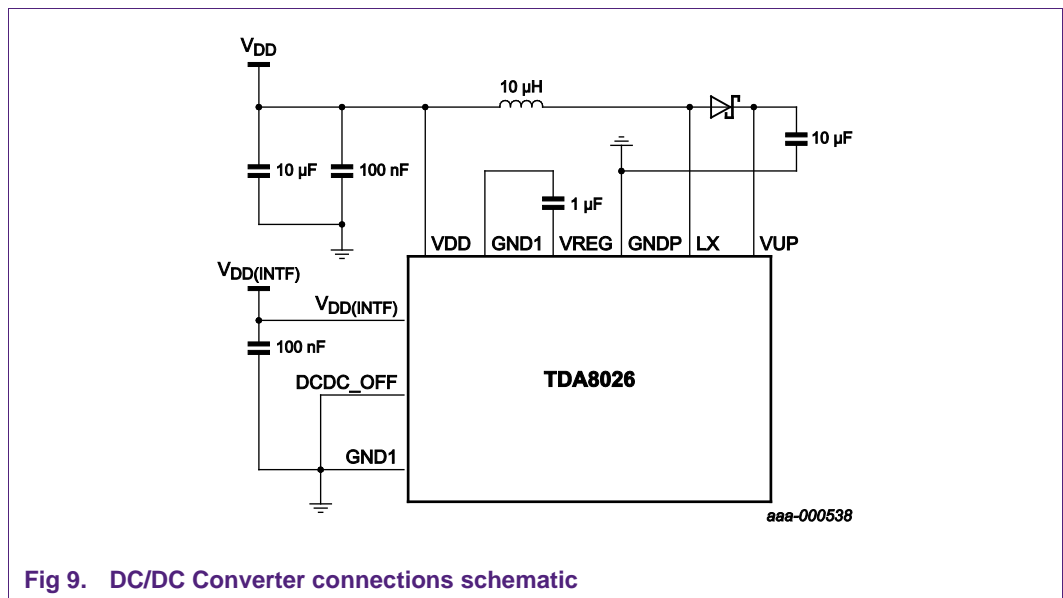 VDD
10 µH
10 µF
10 µF 100 nF
1 µF
VDD GND1 VREG GNDP LX VUP
VDD(INTF)
VDD(INTF)
100 nF
DCDC_OFF
TDA8026
GND1
aaa-000538
Fig 9. DC/DC Converter connections schematic